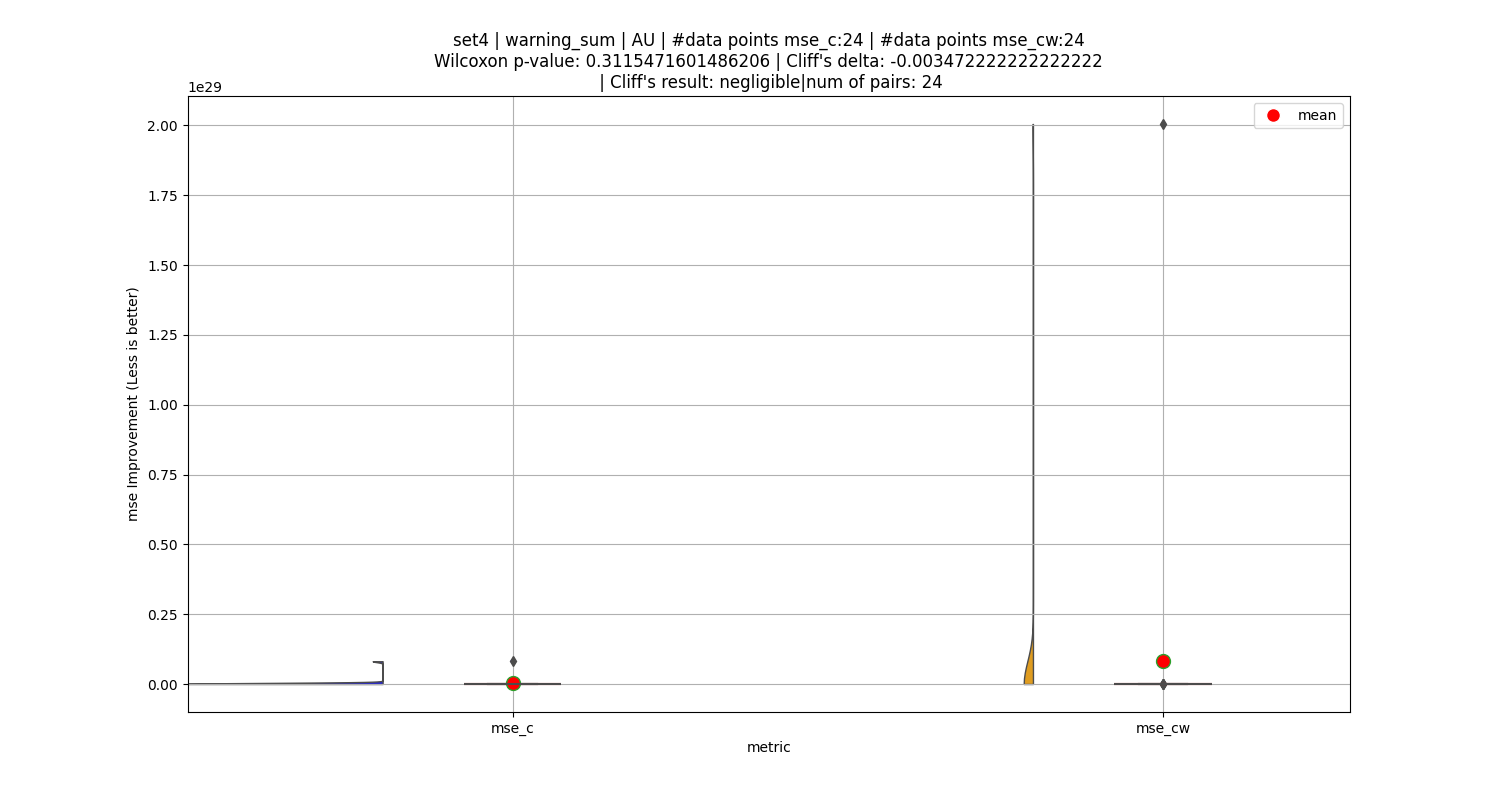 set4 | warning_sum | AU | #data points mse_c:24 | #data points mse_cw:24
Wilcoxon p-value: 0.3115471601486206 | Cliff's delta: -0.003472222222222222
| Cliff's result: negligible|num of pairs: 24
1e29
mean
2.00
1.75
1.50
1.25
1.00
0.75
0.50
0.25
0.00
mse Improvement (Less is better)
mse_c
mse_cw
metric